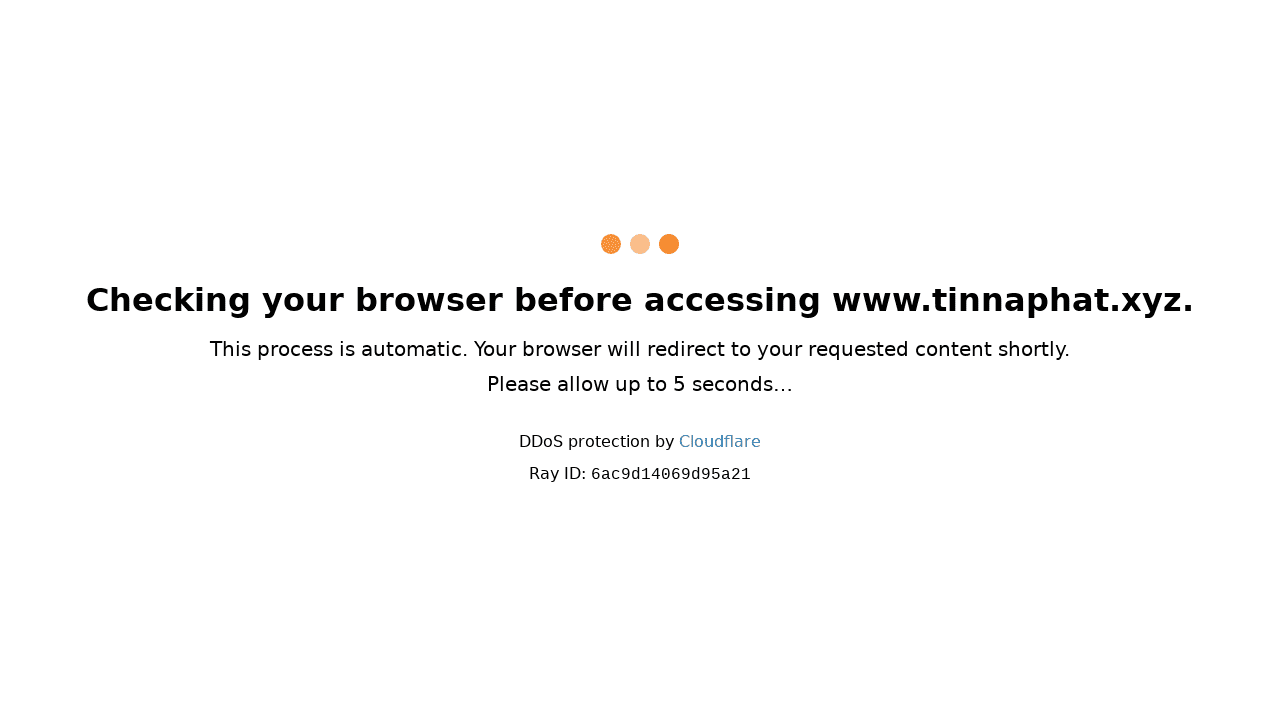 Checking your browser before accessing www.tinnaphat.xyz.
This process is automatic. Your browser will redirect to your requested content shortly.
Please allow up to 5 seconds…
DDoS protection by Cloudflare
Ray ID: 6ac9d14069d95a21